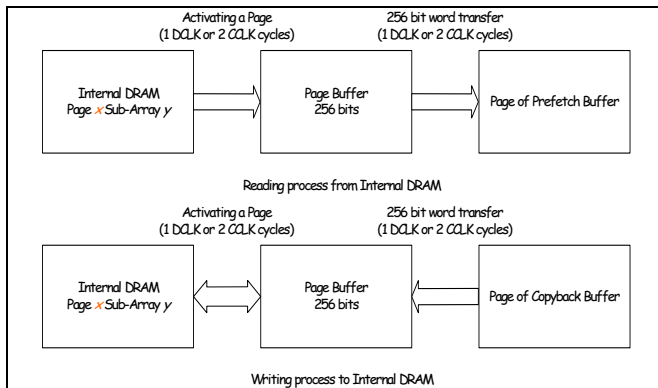 Activating a Page
(1 DCLK or 2 CCLK cycles)
256 bit word transfer
(1 DCLK or 2 CCLK cycles)
Internal DRAM
Page x Sub-Array y
Page Buffer
256 bits
Page of Prefetch Buffer
Reading process from Internal DRAM
Activating a Page
(1 DCLK or 2 CCLK cycles)
256 bit word transfer
(1 DCLK or 2 CCLK cycles)
Internal DRAM
Page x Sub-Array y
Page Buffer
256 bits
Page of Copyback Buffer
Writing process to Internal DRAM